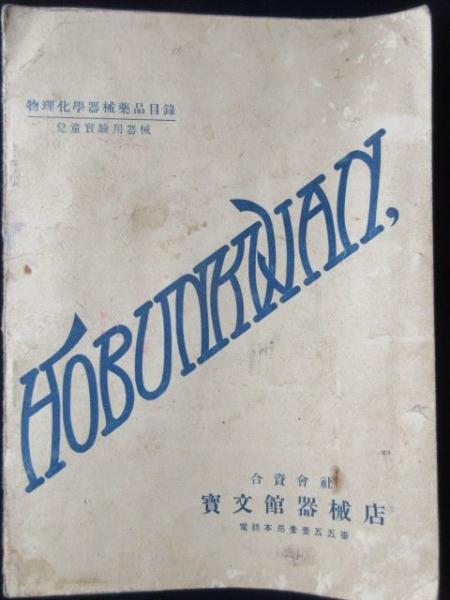 物理化學器械藥品目錄
兒童實驗用器械
HOBUNKWAN,
合資會社
寳文館器械店
電話本局壹壹五五番